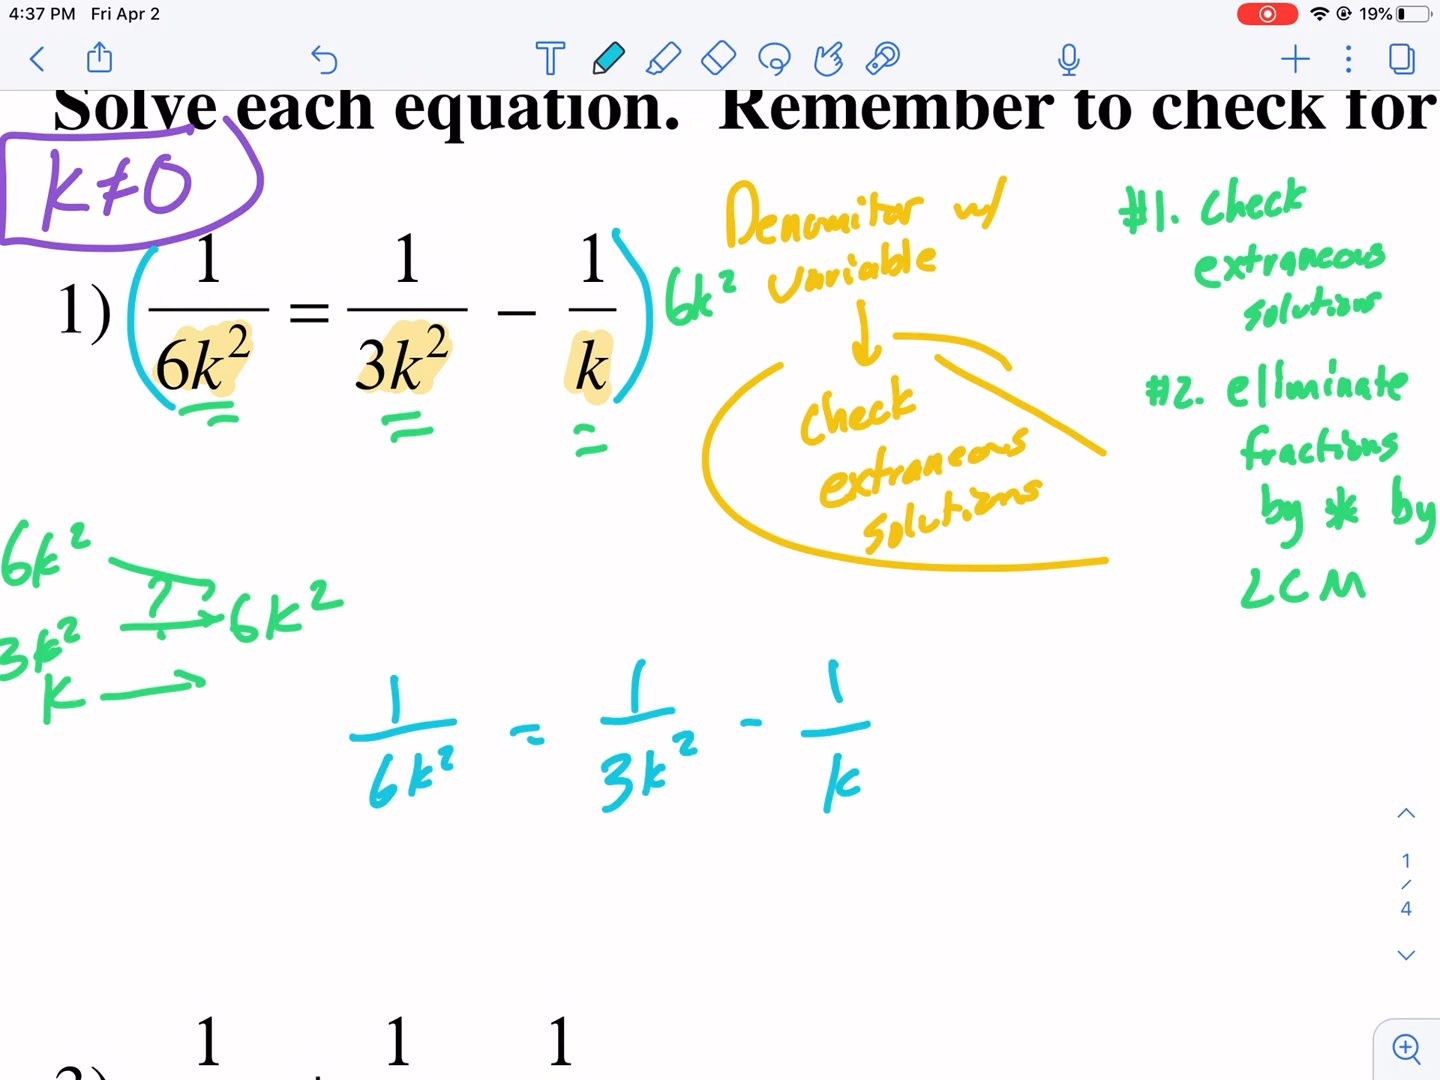 4:37 PM Fri Apr 2
19%
Solve each equation. Remember to check for
k≠0
1) (1/6k² = 1/3k² − 1/k) 6k²
Denomitor w/
variable
check
extraneous
solutions
#1. check
extraneous
solutions
#2. eliminate
fractions
by * by
LCM
6k²
3k²
k
? 6k²
1/6k² = 1/3k² - 1/k
1
/
4
1 1 1